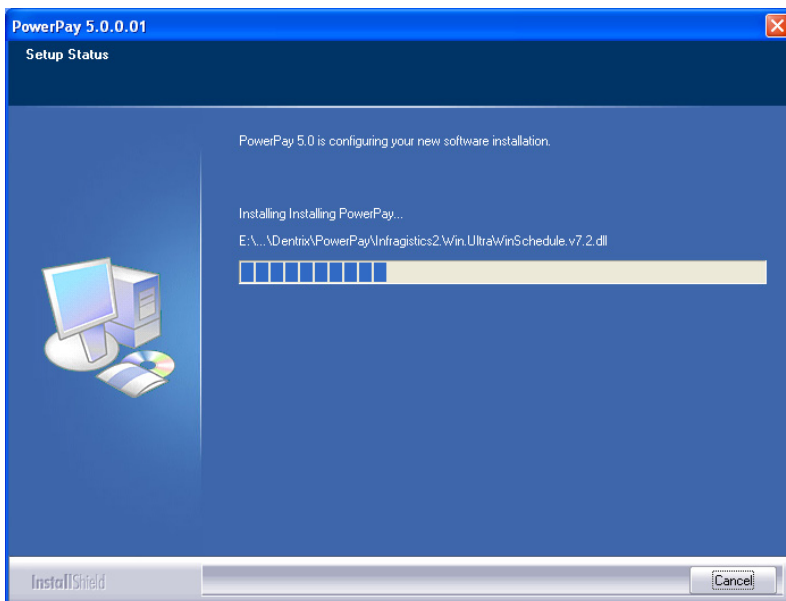 PowerPay 5.0.0.01
Setup Status
PowerPay 5.0 is configuring your new software installation.
Installing Installing PowerPay...
E:\...\Dentrix\PowerPay\Infragistics2.Win.UltraWinSchedule.v7.2.dll
InstallShield
Cancel